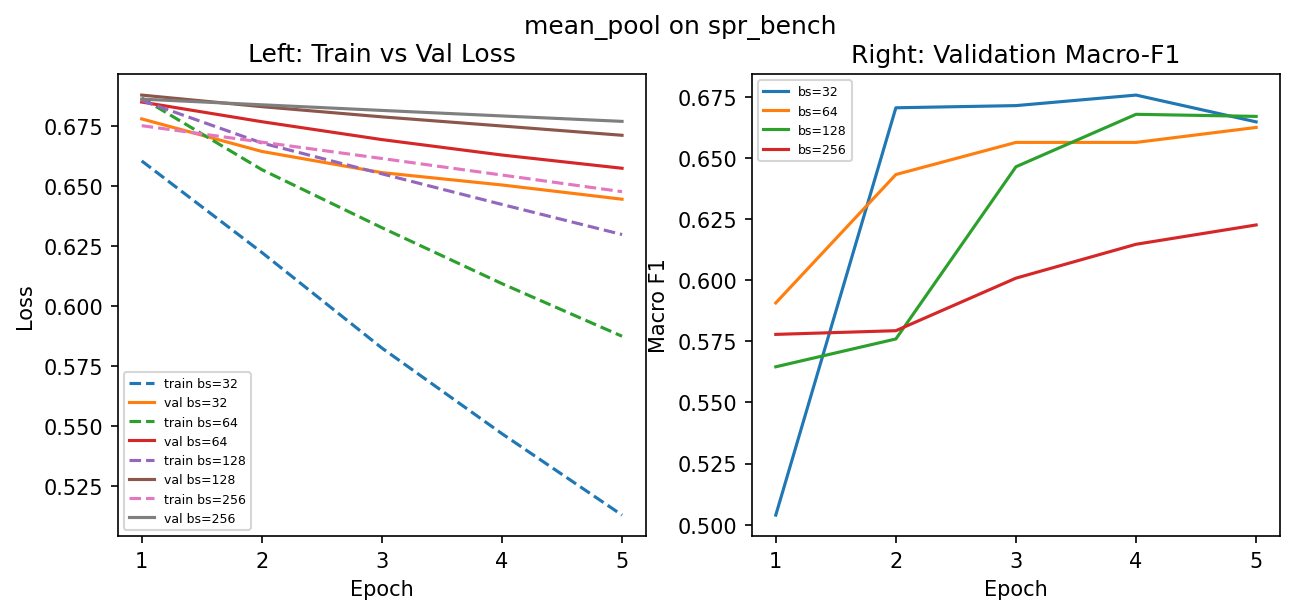 mean_pool on spr_bench
Left: Train vs Val Loss
Loss
0.675
0.650
0.625
0.600
0.575
0.550
0.525
train bs=32
val bs=32
train bs=64
val bs=64
train bs=128
val bs=128
train bs=256
val bs=256
1 2 3 4 5
Epoch
Right: Validation Macro-F1
Macro F1
0.675
0.650
0.625
0.600
0.575
0.550
0.525
0.500
bs=32
bs=64
bs=128
bs=256
1 2 3 4 5
Epoch